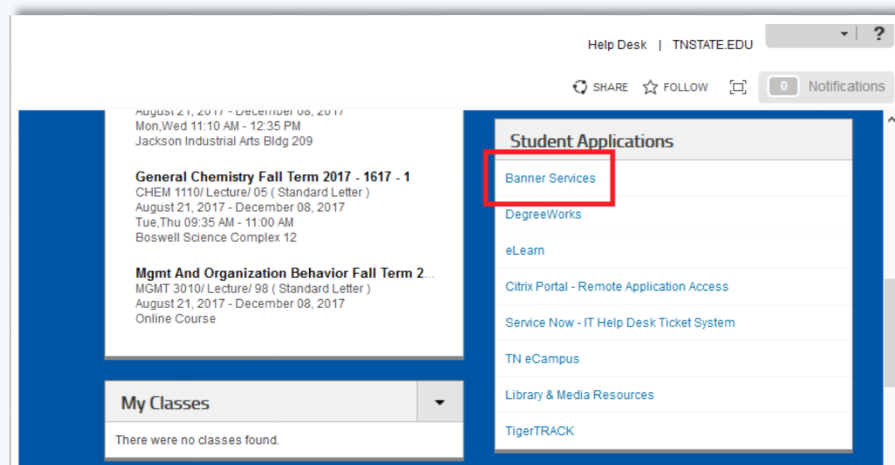 Help Desk | TNSTATE.EDU ?
SHARE FOLLOW 0 Notifications
August 21, 2017 - December 08, 2017
Mon,Wed 11:10 AM - 12:35 PM
Jackson Industrial Arts Bldg 209
General Chemistry Fall Term 2017 - 1617 - 1
CHEM 1110/ Lecture/ 05 ( Standard Letter )
August 21, 2017 - December 08, 2017
Tue,Thu 09:35 AM - 11:00 AM
Boswell Science Complex 12
Mgmt And Organization Behavior Fall Term 2...
MGMT 3010/ Lecture/ 98 ( Standard Letter )
August 21, 2017 - December 08, 2017
Online Course
My Classes
There were no classes found.
Student Applications
Banner Services
DegreeWorks
eLearn
Citrix Portal - Remote Application Access
Service Now - IT Help Desk Ticket System
TN eCampus
Library & Media Resources
TigerTRACK